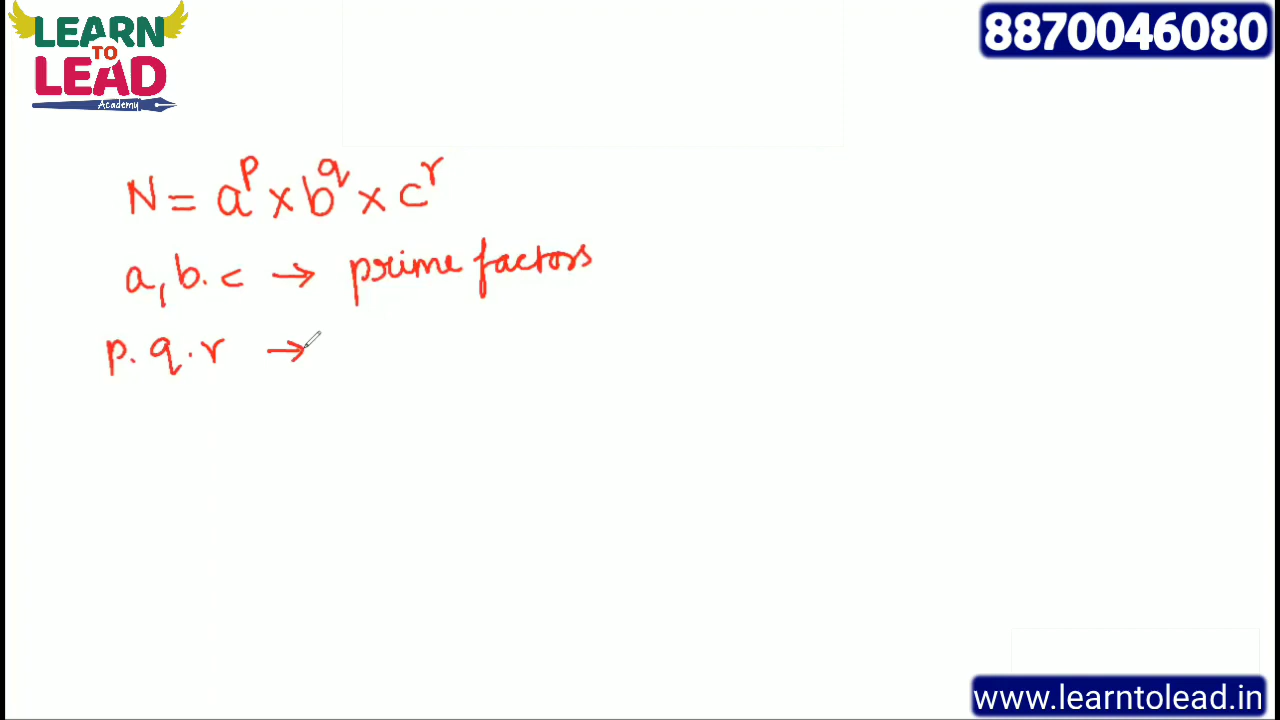 LEARN
TO
LEAD
Academy
8870046080
N = a^p × b^q × c^r
a, b. c → prime factors
p. q. r →
www.learntolead.in